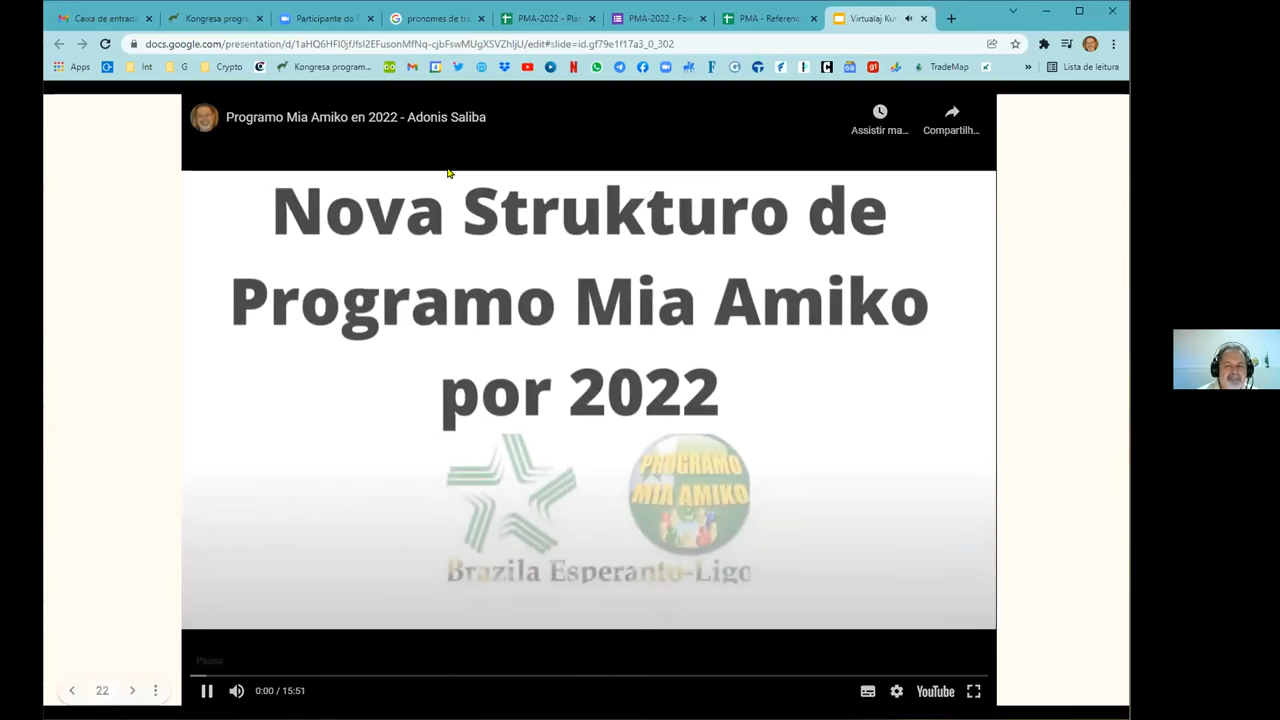 Caixa de entrada
Kongresa progra
Participante do
pronomes de tra
PMA-2022 - Plan
PMA-2022 - For
PMA - Referenc
Virtualaj Ku
docs.google.com/presentation/d/1aHQ6HFI0jfJfsl2EFusonMfNq-cjbFswMUgXSVZhIjU/edit#slide=id.gf79e1f17a3_0_302
Apps
Int
G
Crypto
Kongresa program...
TradeMap
»
Lista de leitura
Programo Mia Amiko en 2022 - Adonis Saliba
Assistir ma...
Compartilh...
Nova Strukturo de
Programo Mia Amiko
por 2022
PROGRAMO
MIA AMIKO
Brazila Esperanto-Ligo
Pause
22
0:00 / 15:51
YouTube